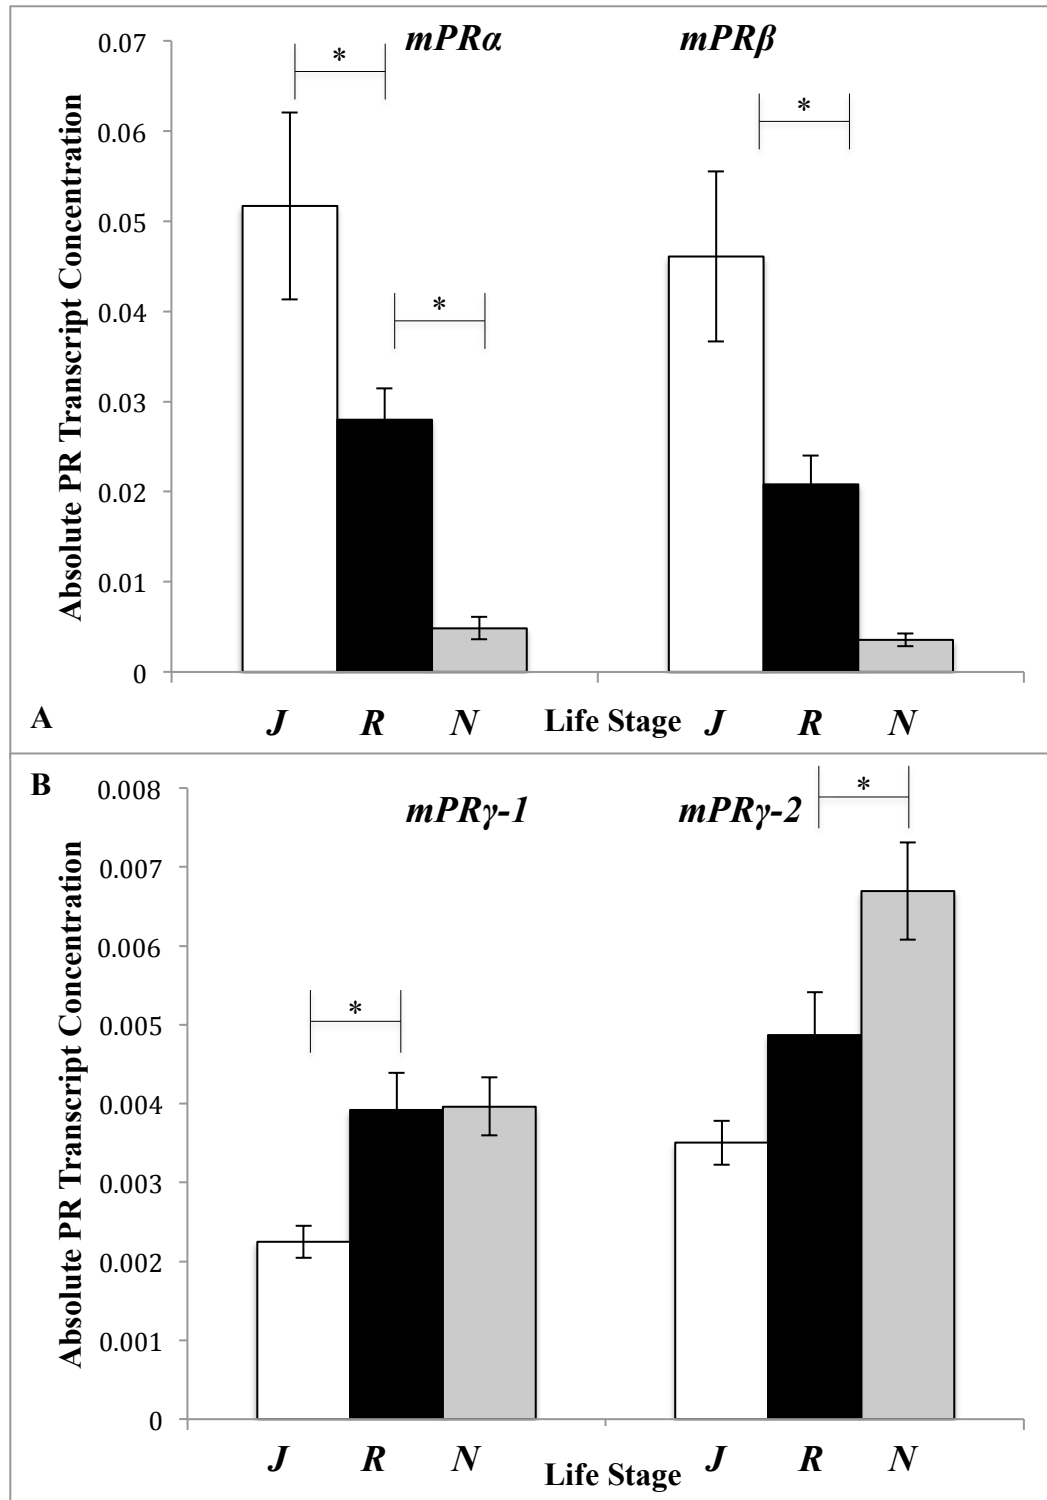 mPRα mPRβ
Absolute PR Transcript Concentration
0.07
0.06
0.05
0.04
0.03
0.02
0.01
0
* * *
A
J R N Life Stage J R N
B
mPRγ-1 mPRγ-2
Absolute PR Transcript Concentration
0.008
0.007
0.006
0.005
0.004
0.003
0.002
0.001
0
* *
J R N Life Stage J R N